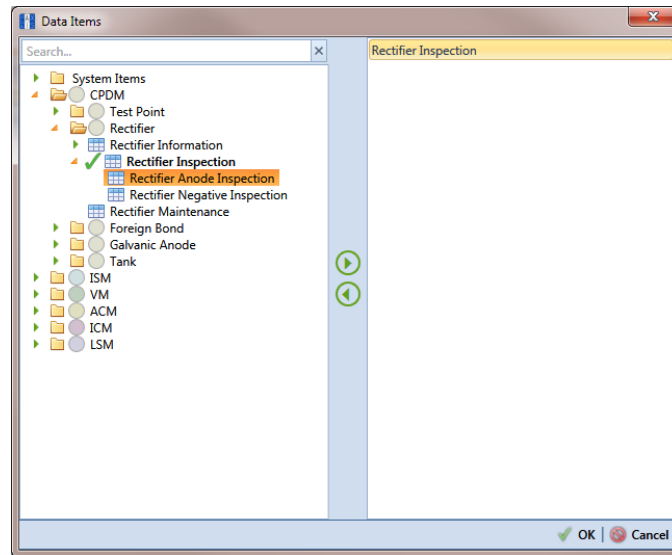 Data Items
Search...
System Items
CPDM
Test Point
Rectifier
Rectifier Information
Rectifier Inspection
Rectifier Anode Inspection
Rectifier Negative Inspection
Rectifier Maintenance
Foreign Bond
Galvanic Anode
Tank
ISM
VM
ACM
ICM
LSM
Rectifier Inspection
OK | Cancel